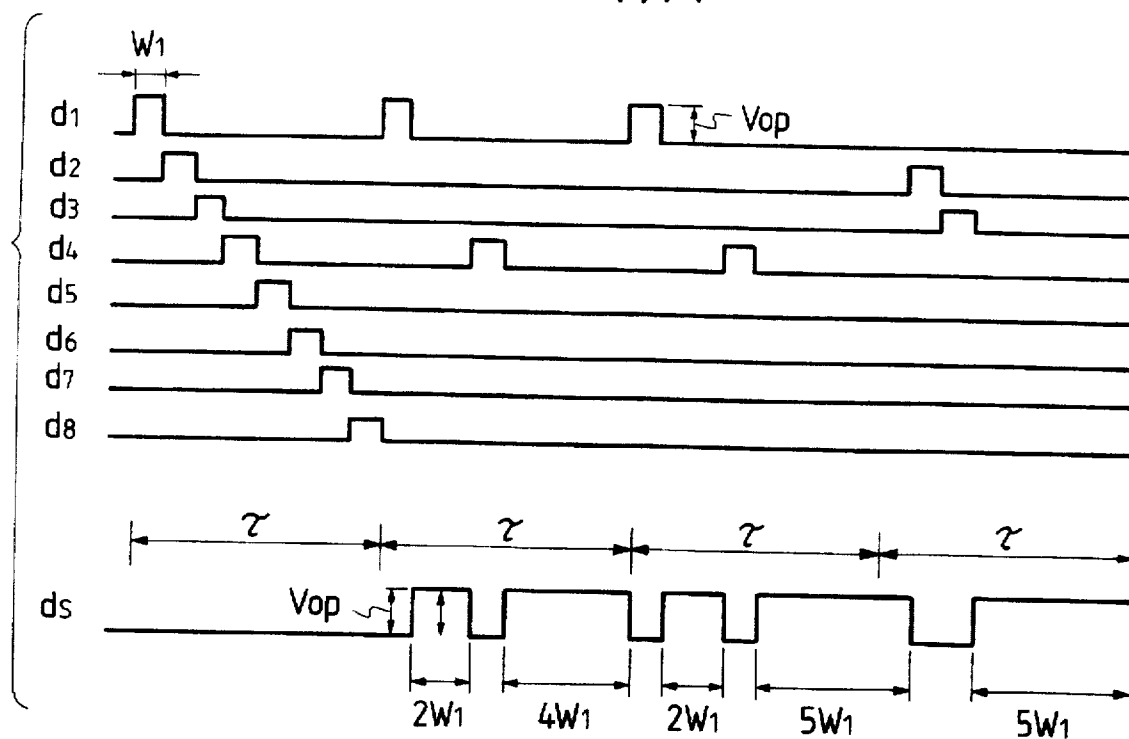 W1
d1
Vop
d2
d3
d4
d5
d6
d7
d8
τ τ τ τ
ds
Vop
2W1 4W1 2W1 5W1 5W1